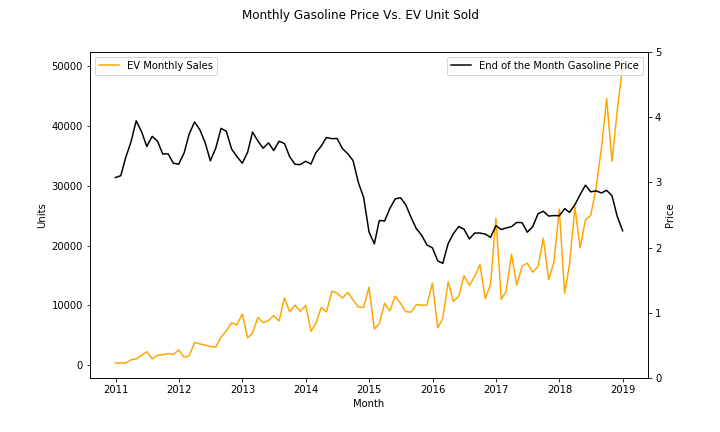 Monthly Gasoline Price Vs. EV Unit Sold
EV Monthly Sales
End of the Month Gasoline Price
50000
40000
30000
20000
10000
0
Units
5
4
3
2
1
0
Price
2011 2012 2013 2014 2015 2016 2017 2018 2019
Month